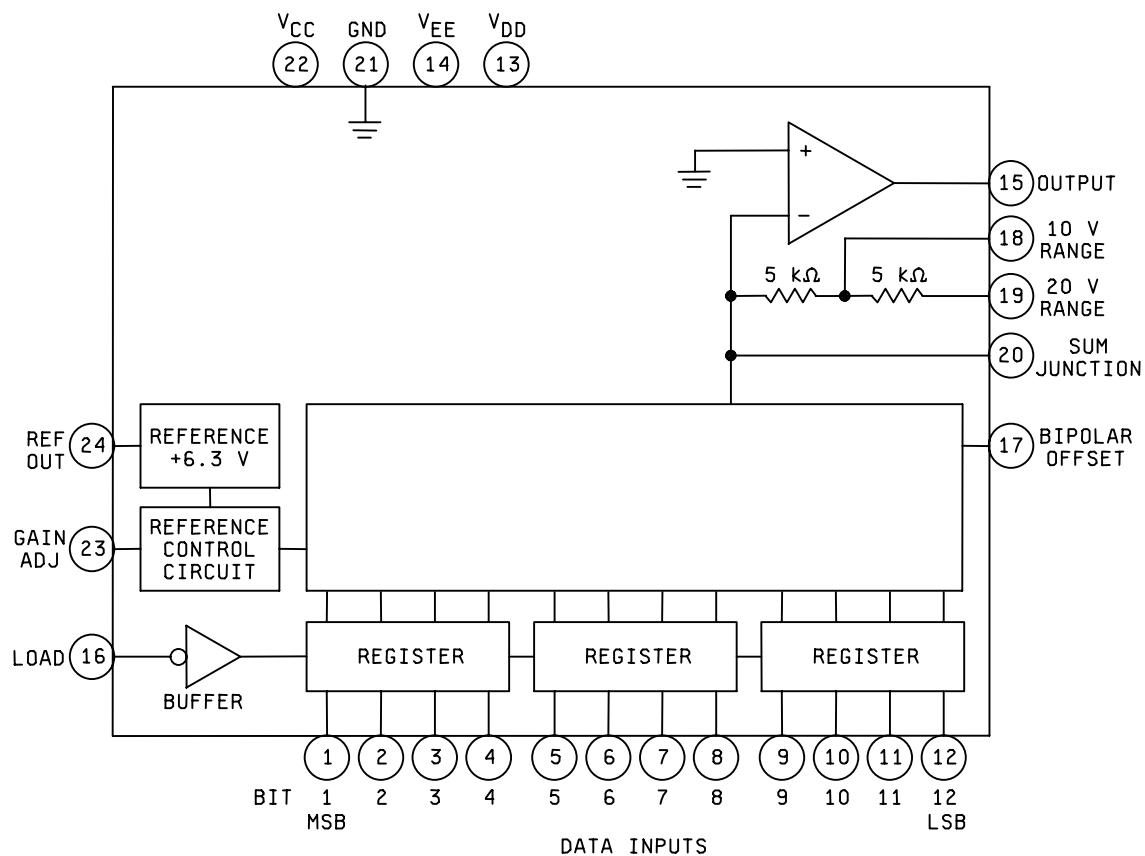 VCC GND VEE VDD
22 21 14 13
+
−
15 OUTPUT
18 10 V
RANGE
5 kΩ 5 kΩ
19 20 V
RANGE
20 SUM
JUNCTION
REF
OUT 24
REFERENCE
+6.3 V
17 BIPOLAR
OFFSET
GAIN
ADJ 23
REFERENCE
CONTROL
CIRCUIT
LOAD 16
BUFFER
REGISTER REGISTER REGISTER
1 2 3 4 5 6 7 8 9 10 11 12
BIT 1 2 3 4 5 6 7 8 9 10 11 12
MSB LSB
DATA INPUTS